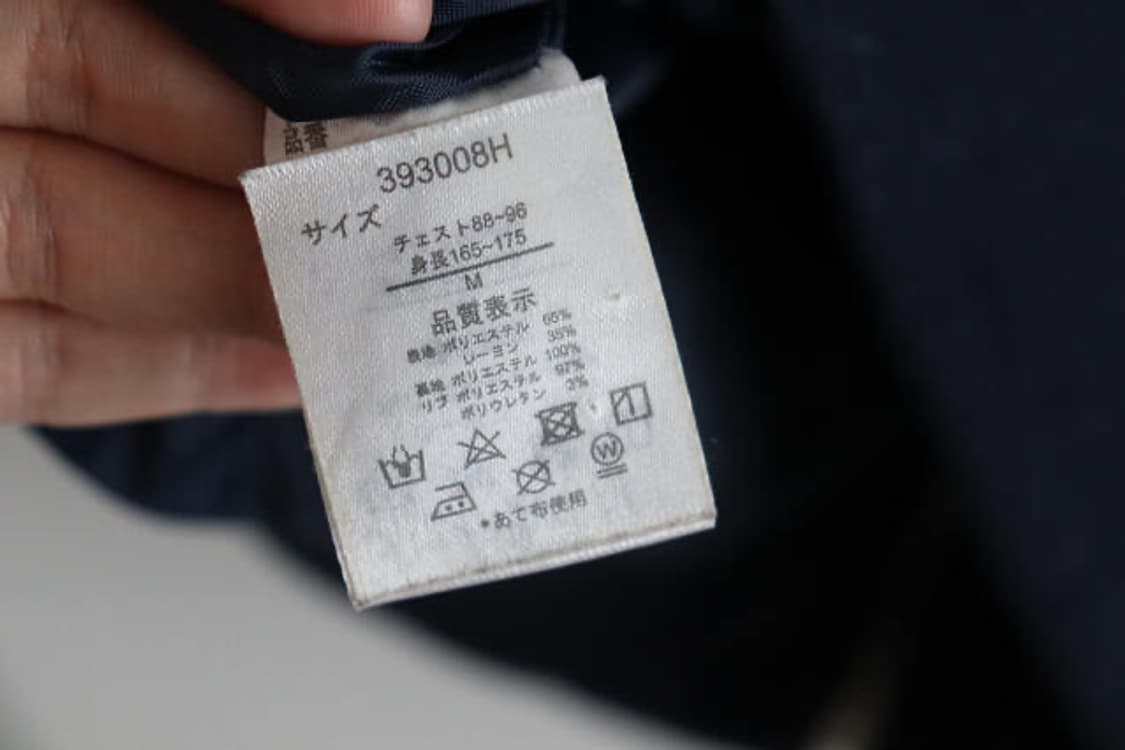 品番
393008H
サイズ
チェスト88~96
身長165~175
M
品質表示
表地 ポリエステル 65%
レーヨン 35%
裏地 ポリエステル 100%
リブ ポリエステル 97%
ポリウレタン 3%
W
*あて布使用